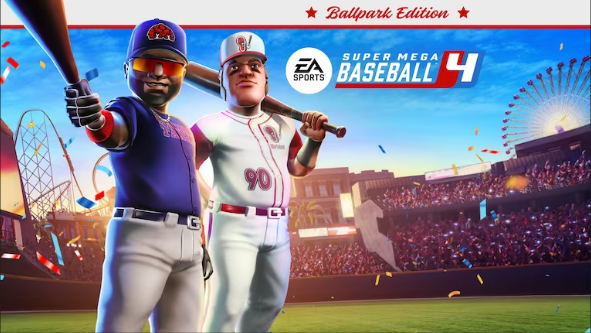 ★ Ballpark Edition ★
EA
SPORTS
SUPER MEGA
BASEBALL 4
90